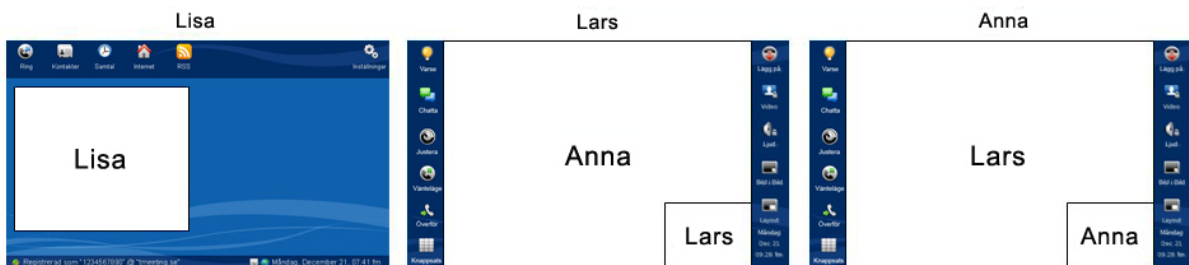 Lisa
Lars
Anna
Ring
Kontakter
Samtal
Internet
RSS
Inställningar
Lisa
Registrerad som "1234567890" @ "tmeeting.se"
Måndag, December 21, 07:41 fm
Varse
Chatta
Justera
Vänteläge
Överför
Knappsats
Anna
Lars
Lägg på
Video
Ljud
Bild i Bild
Layout
Måndag
Dec 21
09:28 fm
Varse
Chatta
Justera
Vänteläge
Överför
Knappsats
Lars
Anna
Lägg på
Video
Ljud
Bild i Bild
Layout
Måndag
Dec 21
09:28 fm